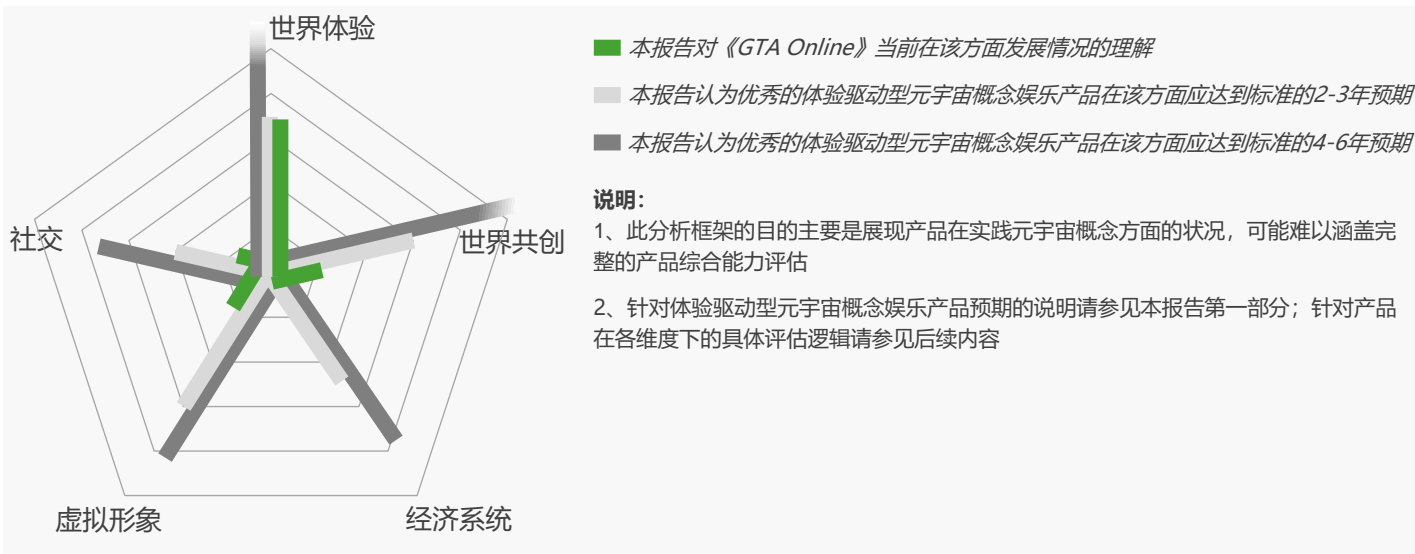 世界体验
社交
世界共创
虚拟形象
经济系统
本报告对《GTA Online》当前在该方面发展情况的理解
本报告认为优秀的体验驱动型元宇宙概念娱乐产品在该方面应达到标准的2-3年预期
本报告认为优秀的体验驱动型元宇宙概念娱乐产品在该方面应达到标准的4-6年预期
说明：
1、此分析框架的目的主要是展现产品在实践元宇宙概念方面的状况，可能难以涵盖完
整的产品综合能力评估
2、针对体验驱动型元宇宙概念娱乐产品预期的说明请参见本报告第一部分；针对产品
在各维度下的具体评估逻辑请参见后续内容